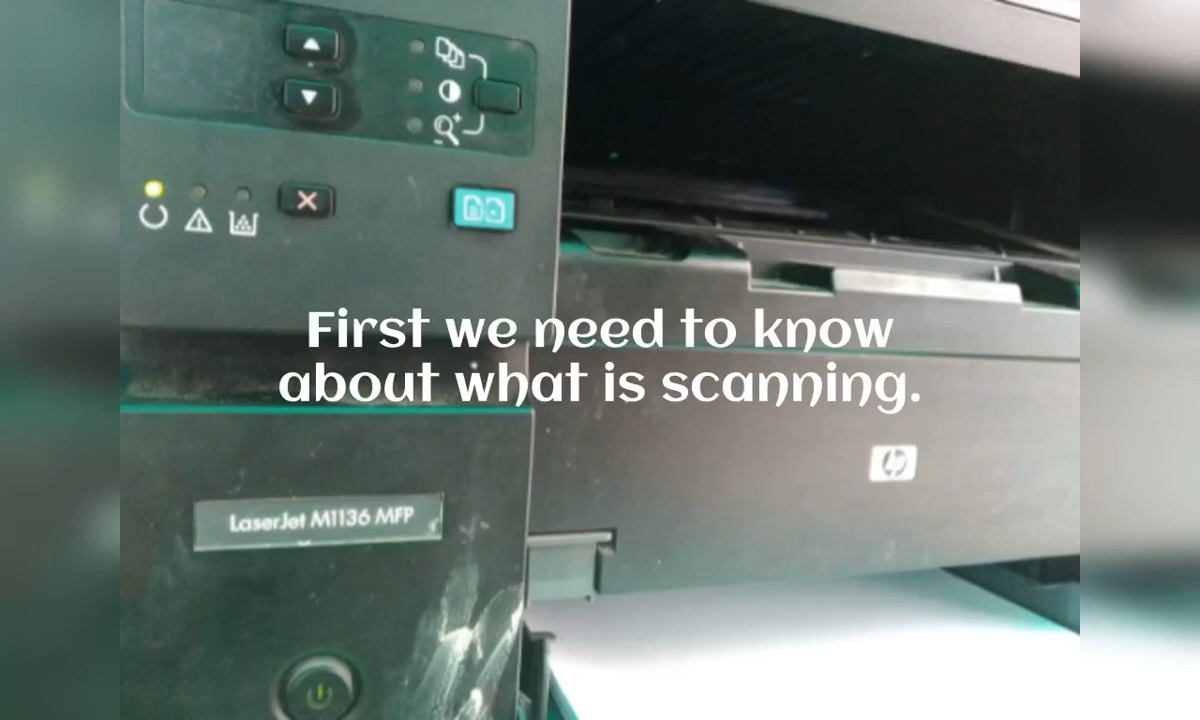 First we need to know
about what is scanning.
hp
LaserJet M1136 MFP